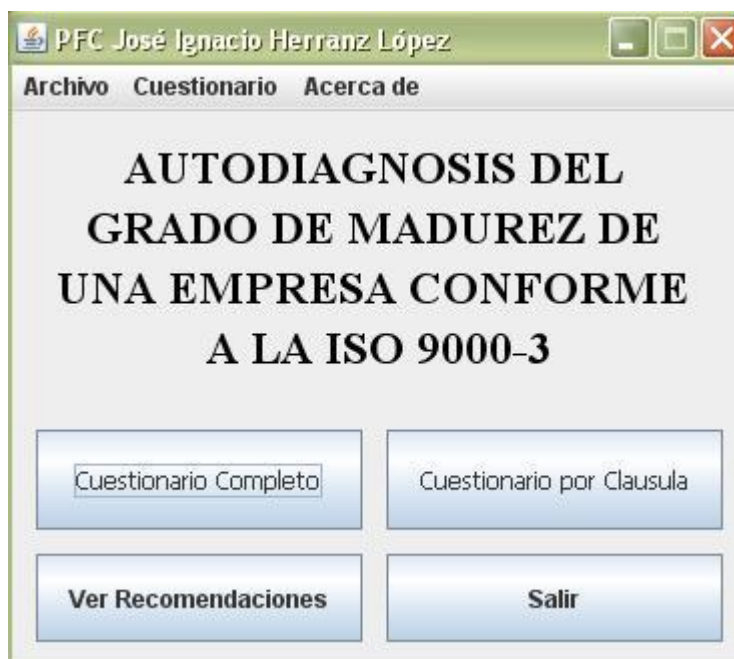 PFC José Ignacio Herranz López
Archivo Cuestionario Acerca de
AUTODIAGNOSIS DEL
GRADO DE MADUREZ DE
UNA EMPRESA CONFORME
A LA ISO 9000-3
Cuestionario Completo Cuestionario por Clausula
Ver Recomendaciones Salir